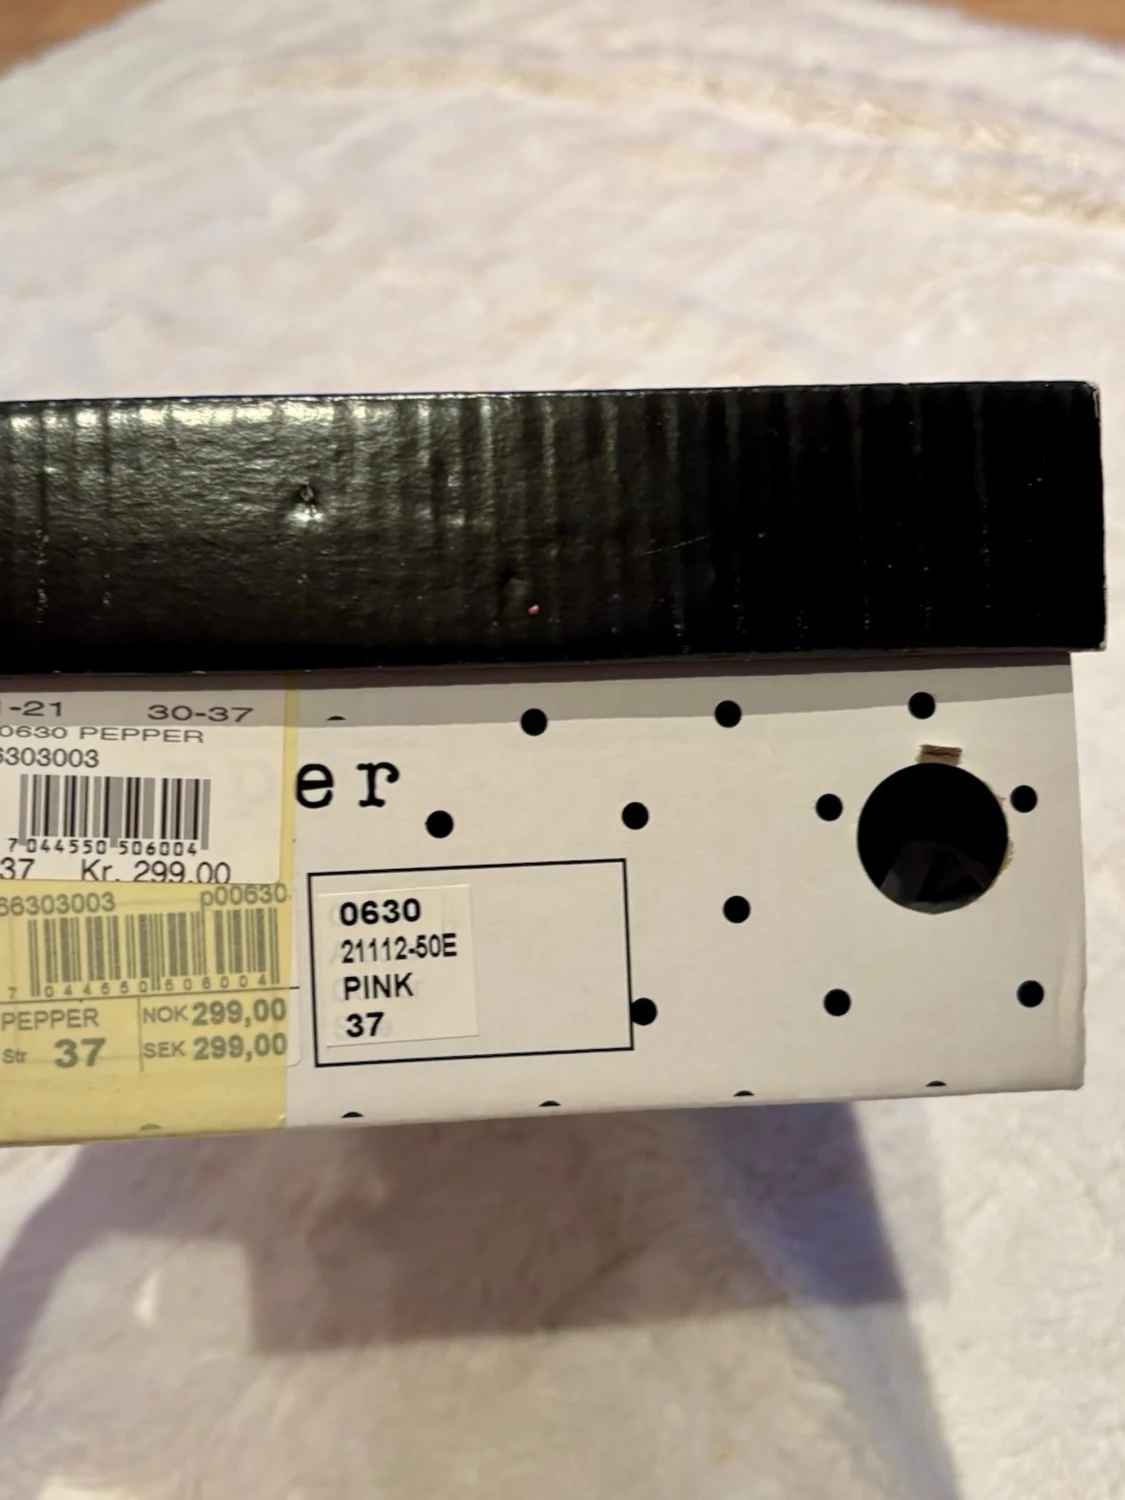 -21 30-37
0630 PEPPER
6303003
7 044550 506004
37 Kr. 299.00
66303003 p00630
7 044550 506004
PEPPER NOK 299,00
Str 37 SEK 299,00
er
0630
21112-50E
PINK
37